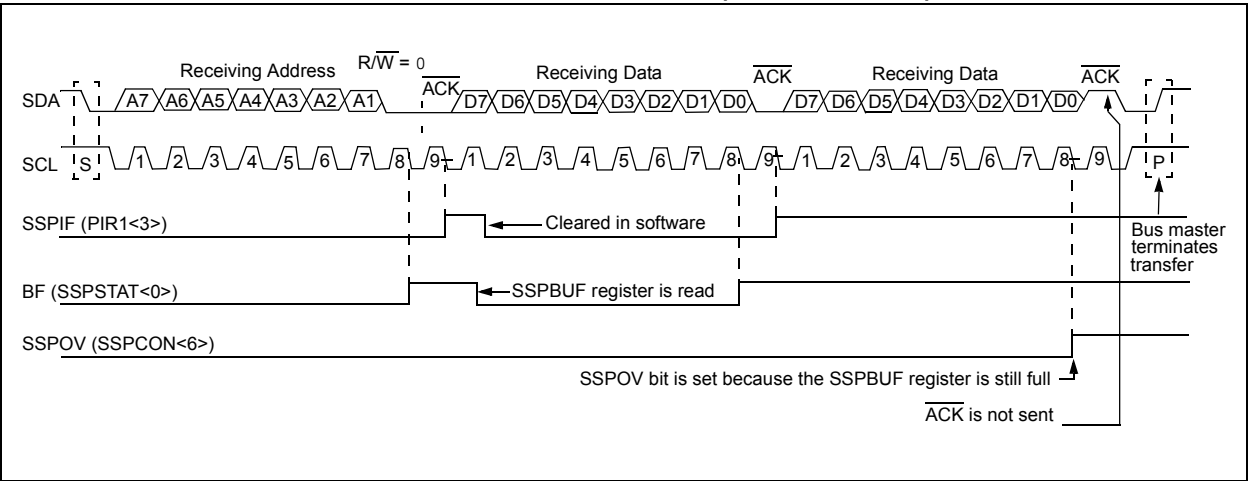 Receiving Address R/W̅ = 0 A̅C̅K̅ Receiving Data A̅C̅K̅ Receiving Data A̅C̅K̅
SDA A7 A6 A5 A4 A3 A2 A1 D7 D6 D5 D4 D3 D2 D1 D0 D7 D6 D5 D4 D3 D2 D1 D0
SCL S 1 2 3 4 5 6 7 8 9 1 2 3 4 5 6 7 8 9 1 2 3 4 5 6 7 8 9 P
SSPIF (PIR1<3>) Cleared in software
Bus master
terminates
transfer
BF (SSPSTAT<0>) SSPBUF register is read
SSPOV (SSPCON<6>)
SSPOV bit is set because the SSPBUF register is still full
A̅C̅K̅ is not sent